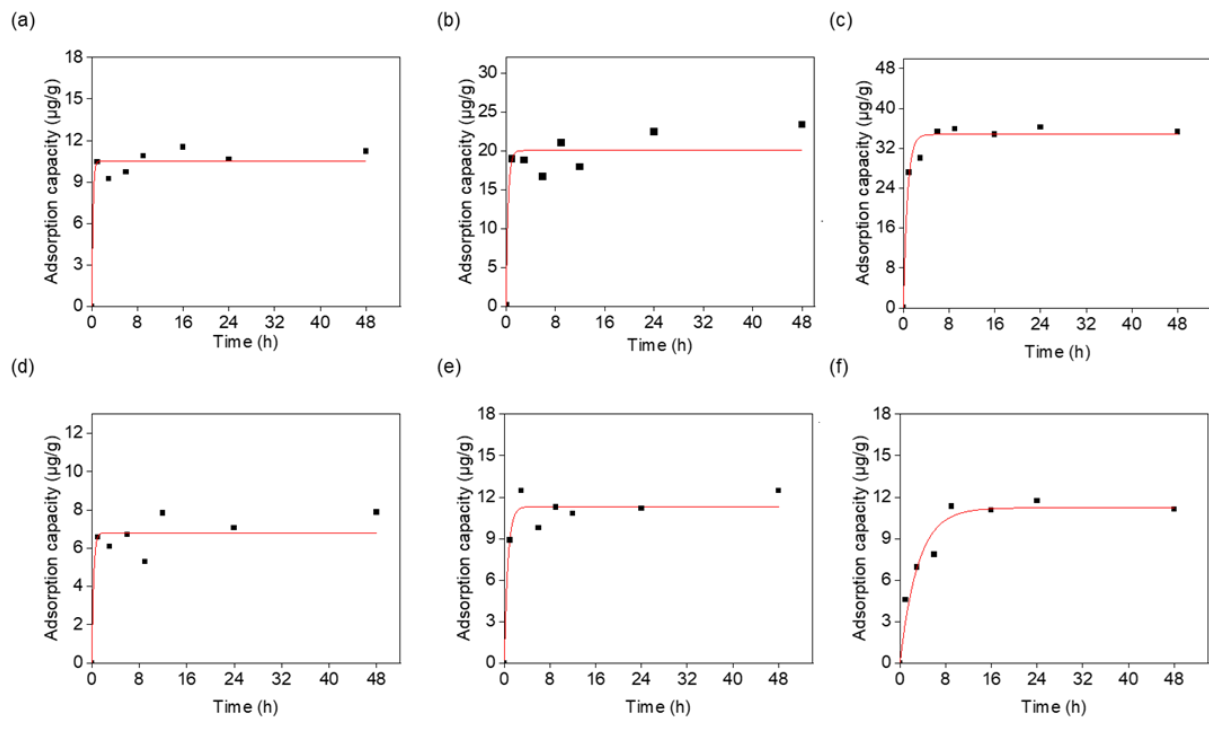 (a)
(b)
(c)
Adsorption capacity (μg/g)
18
15
12
9
6
3
0
0 8 16 24 32 40 48
Time (h)
Adsorption capacity (μg/g)
30
25
20
15
10
5
0
0 8 16 24 32 40 48
Time (h)
Adsorption capacity (μg/g)
48
40
32
24
16
8
0
0 8 16 24 32 40 48
Time (h)
(d)
(e)
(f)
Adsorption capacity (μg/g)
12
10
8
6
4
2
0
0 8 16 24 32 40 48
Time (h)
Adsorption capacity (μg/g)
18
15
12
9
6
3
0
0 8 16 24 32 40 48
Time (h)
Adsorption capacity (μg/g)
18
15
12
9
6
3
0
0 8 16 24 32 40 48
Time (h)